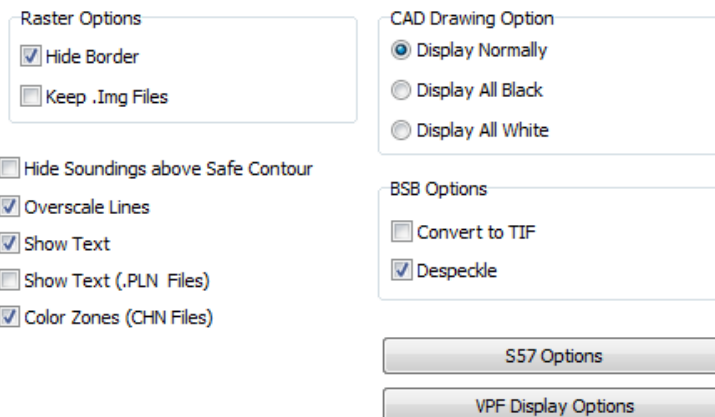 Raster Options
Hide Border
Keep .Img Files
Hide Soundings above Safe Contour
Overscale Lines
Show Text
Show Text (.PLN Files)
Color Zones (CHN Files)
CAD Drawing Option
Display Normally
Display All Black
Display All White
BSB Options
Convert to TIF
Despeckle
S57 Options
VPF Display Options